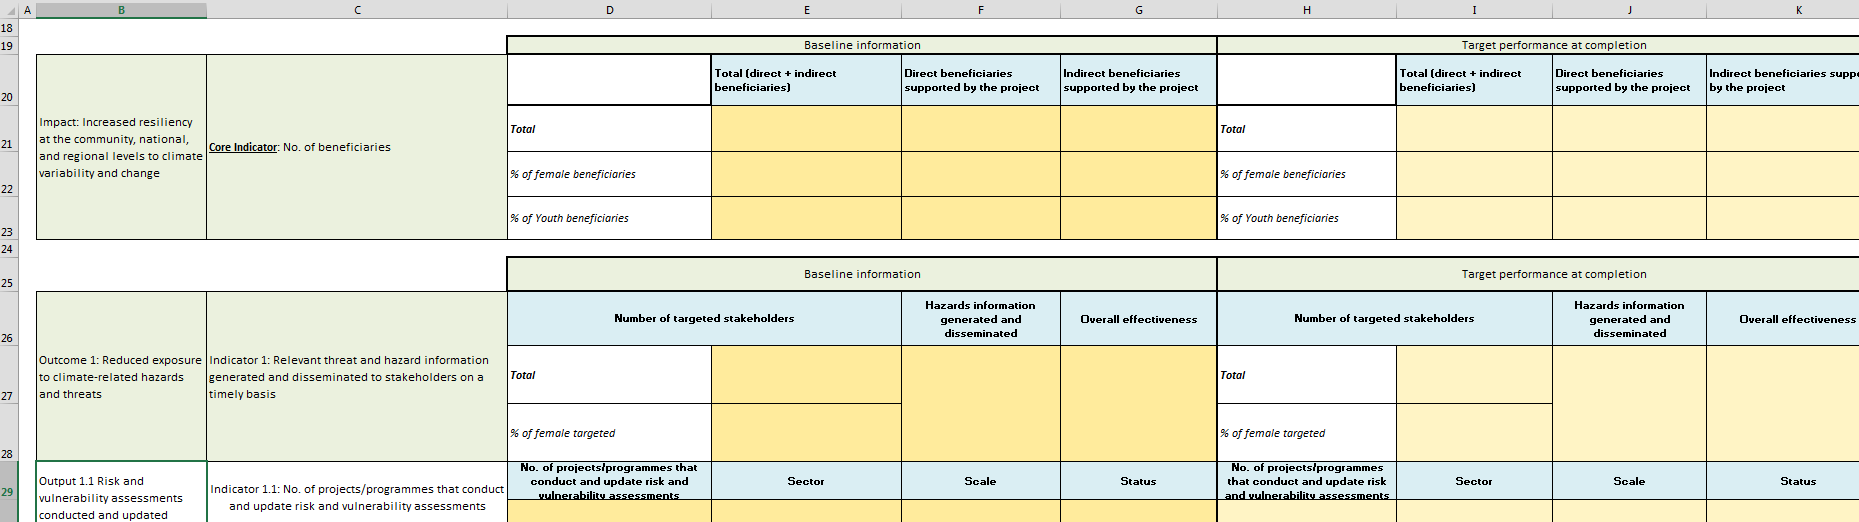 A B C D E F G H I J K
18
19 Baseline information Target performance at completion
20 Total (direct + indirect beneficiaries) Direct beneficiaries supported by the project Indirect beneficiaries supported by the project Total (direct + indirect beneficiaries) Direct beneficiaries supported by the project Indirect beneficiaries by the project
Impact: Increased resiliency
at the community, national,
and regional levels to climate
variability and change
Core Indicator: No. of beneficiaries
21 Total Total
22 % of female beneficiaries % of female beneficiaries
23 % of Youth beneficiaries % of Youth beneficiaries
24
25 Baseline information Target performance at completion
26 Number of targeted stakeholders Hazards information generated and disseminated Overall effectiveness Number of targeted stakeholders Hazards information generated and disseminated Overall effectiveness
Outcome 1: Reduced exposure
to climate-related hazards
and threats
Indicator 1: Relevant threat and hazard information
generated and disseminated to stakeholders on a
timely basis
27 Total Total
28 % of female targeted % of female targeted
29
Output 1.1 Risk and
vulnerability assessments
conducted and updated
Indicator 1.1: No. of projects/programmes that conduct
and update risk and vulnerability assessments
No. of projects/programmes that
conduct and update risk and
vulnerability assessments
Sector Scale Status
No. of projects/programmes
that conduct and update risk
and vulnerability assessments
Sector Scale Status